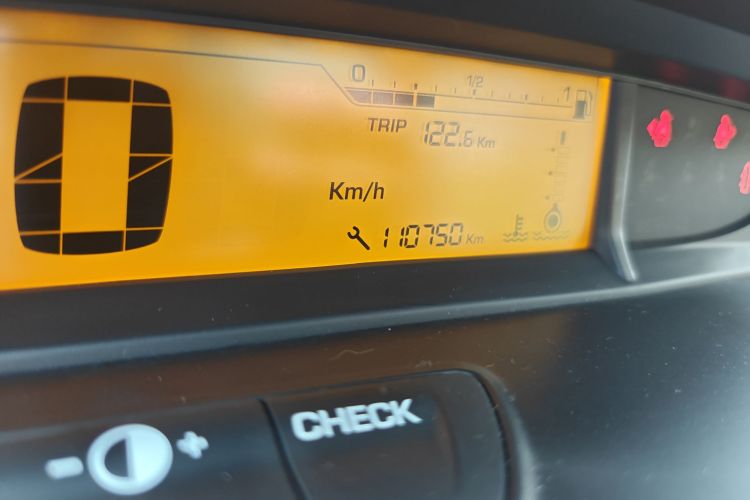 0 1/2 1
TRIP 122.6 Km
0
Km/h
110750 Km
- +
CHECK